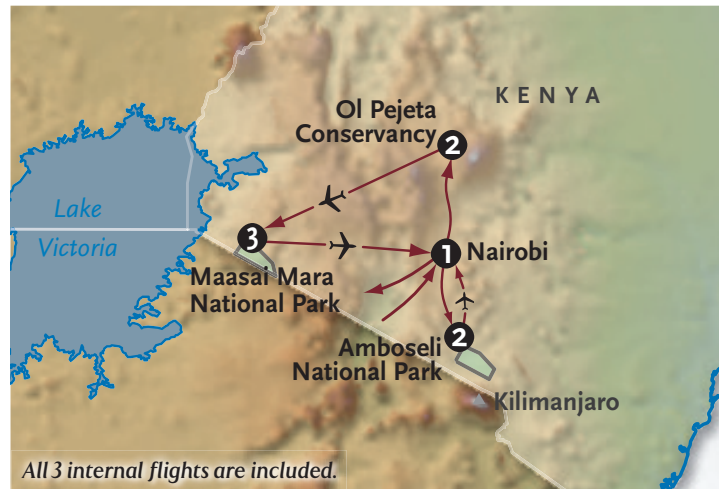 KENYA
Ol Pejeta
Conservancy
2
Lake
Victoria
3
1
Nairobi
Maasai Mara
National Park
2
Amboseli
National Park
Kilimanjaro
All 3 internal flights are included.